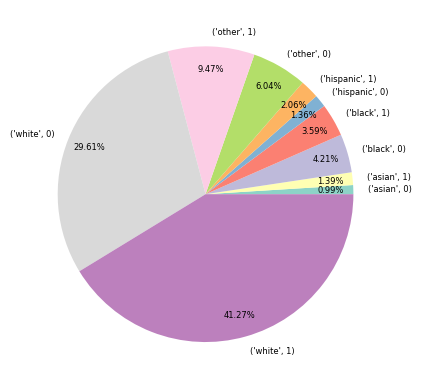 ('other', 1)
9.47%
('other', 0)
6.04%
('hispanic', 1)
2.06%
('hispanic', 0)
1.36%
('black', 1)
3.59%
('black', 0)
4.21%
('asian', 1)
1.39%
('asian', 0)
0.99%
('white', 0)
29.61%
41.27%
('white', 1)